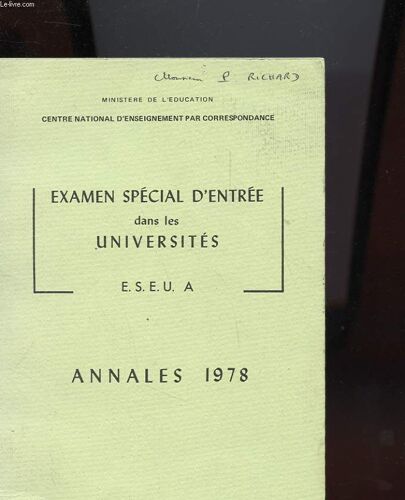 Le-livre.com
Monsieur P RICHARD
MINISTERE DE L'EDUCATION
CENTRE NATIONAL D'ENSEIGNEMENT PAR CORRESPONDANCE
EXAMEN SPÉCIAL D'ENTRÉE
dans les
UNIVERSITÉS
E. S. E. U. A
ANNALES 1978